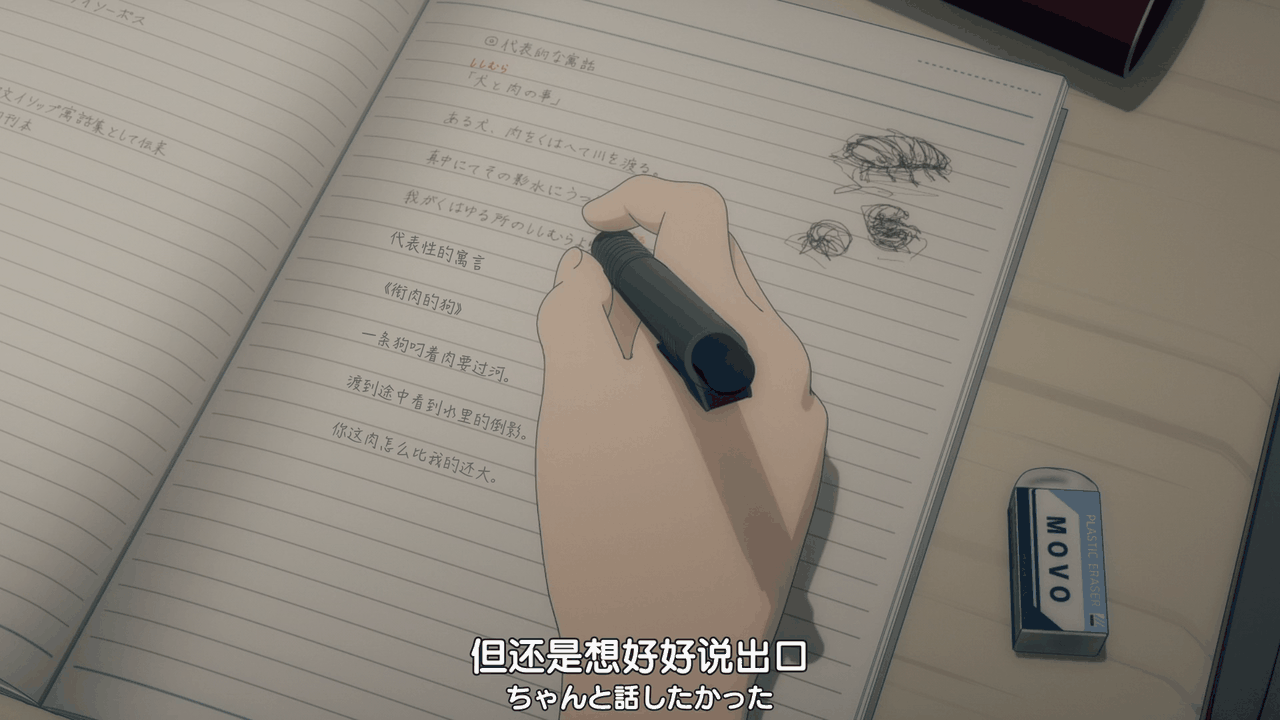 イソーポス
文イソップ寓話集として伝来
刊本
⊡代表的な寓話
ししむら
「犬と肉の事」
ある犬、肉をくはへて川を渡る。
真中にてその影水にうつ
我がくはゆる所のししむらよ
代表性的寓言
《衔肉的狗》
一条狗叼着肉要过河。
渡到途中看到水里的倒影。
你这肉怎么比我的还大。
PLASTIC ERASER
MOVO
但还是想好好说出口
ちゃんと話したかった